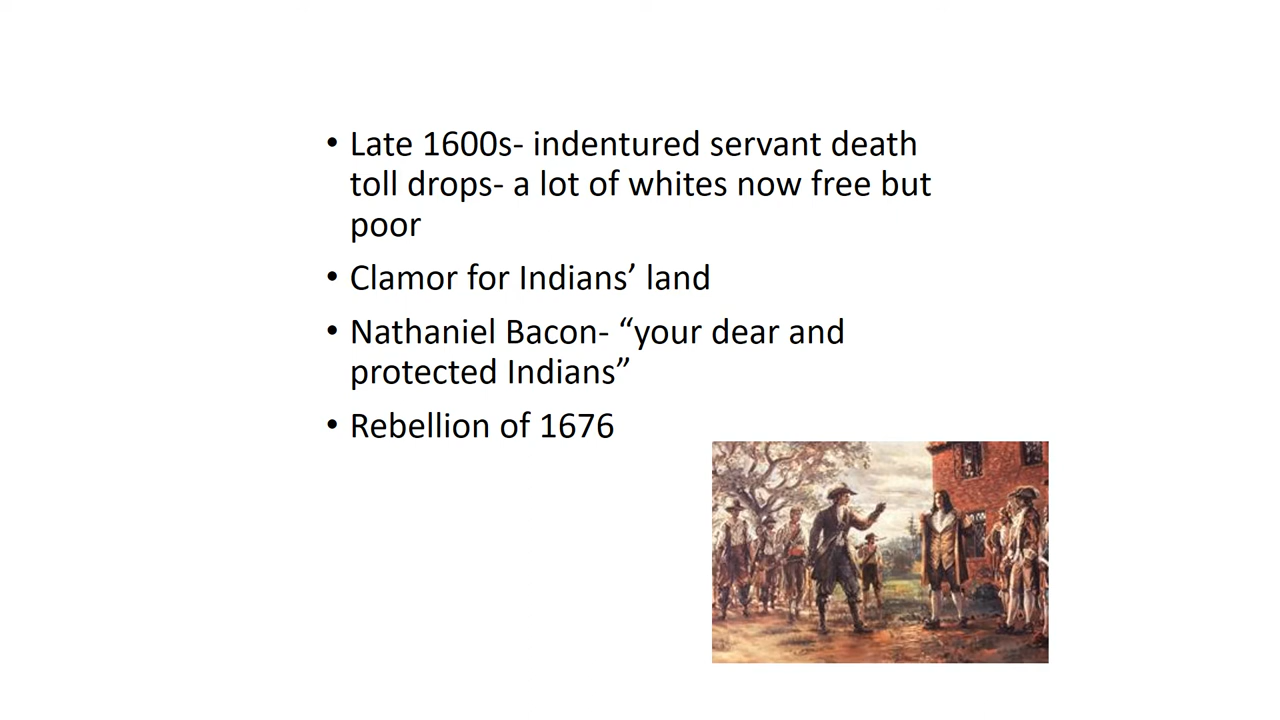 • Late 1600s- indentured servant death
toll drops- a lot of whites now free but
poor
• Clamor for Indians’ land
• Nathaniel Bacon- “your dear and
protected Indians”
• Rebellion of 1676